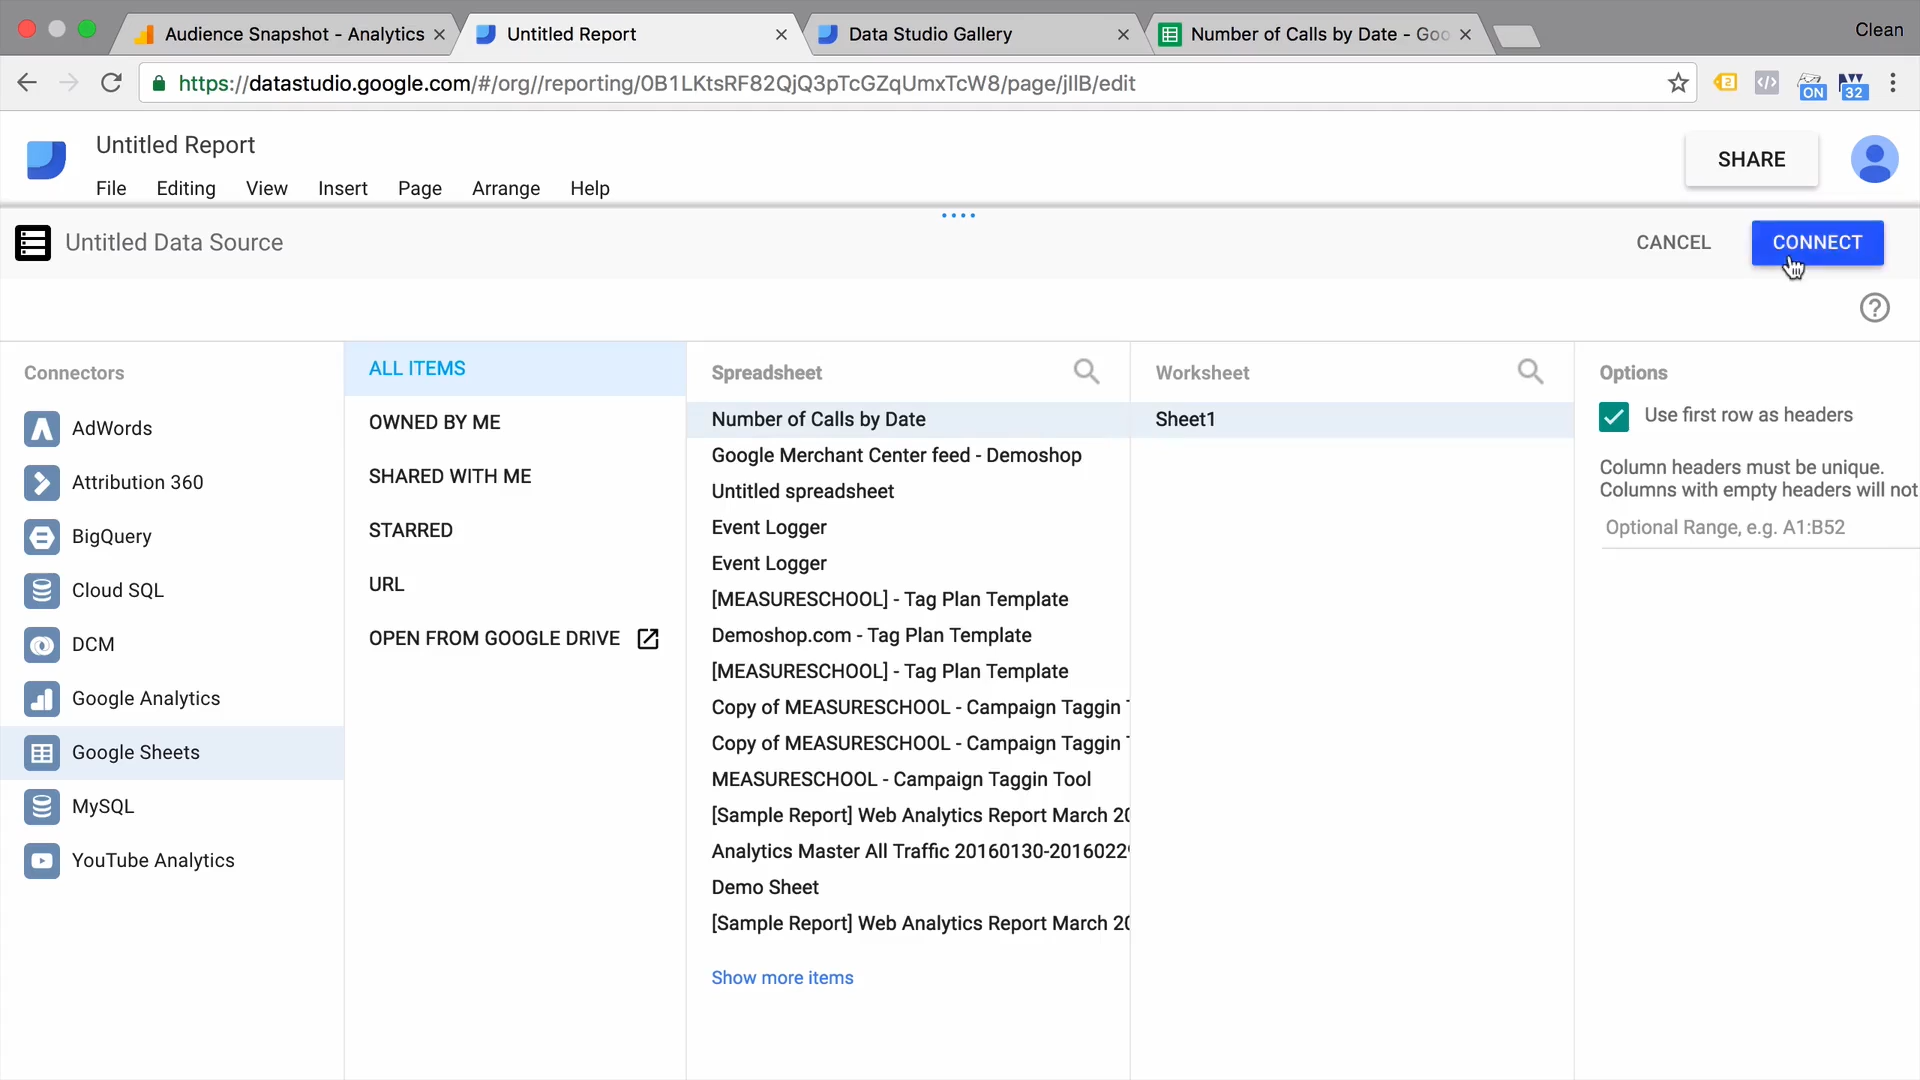 Audience Snapshot - Analytics
Untitled Report
Data Studio Gallery
Number of Calls by Date - Goo
Clean
https://datastudio.google.com/#/org//reporting/0B1LKtsRF82QjQ3pTcGZqUmxTcW8/page/jllB/edit
ON
32
Untitled Report
File Editing View Insert Page Arrange Help
SHARE
Untitled Data Source
CANCEL
CONNECT
Connectors
AdWords
Attribution 360
BigQuery
Cloud SQL
DCM
Google Analytics
Google Sheets
MySQL
YouTube Analytics
ALL ITEMS
OWNED BY ME
SHARED WITH ME
STARRED
URL
OPEN FROM GOOGLE DRIVE
Spreadsheet
Number of Calls by Date
Google Merchant Center feed - Demoshop
Untitled spreadsheet
Event Logger
Event Logger
[MEASURESCHOOL] - Tag Plan Template
Demoshop.com - Tag Plan Template
[MEASURESCHOOL] - Tag Plan Template
Copy of MEASURESCHOOL - Campaign Taggin
Copy of MEASURESCHOOL - Campaign Taggin
MEASURESCHOOL - Campaign Taggin Tool
[Sample Report] Web Analytics Report March 20
Analytics Master All Traffic 20160130-20160229
Demo Sheet
[Sample Report] Web Analytics Report March 20
Show more items
Worksheet
Sheet1
Options
Use first row as headers
Column headers must be unique.
Columns with empty headers will not
Optional Range, e.g. A1:B52